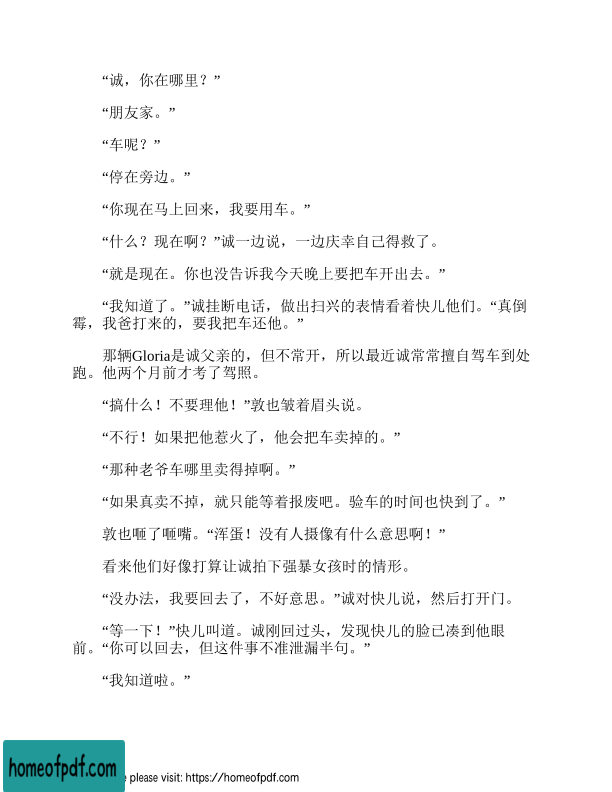 “诚，你在哪里？”
“朋友家。”
“车呢？”
“停在旁边。”
“你现在马上回来，我要用车。”
“什么？现在啊？”诚一边说，一边庆幸自己得救了。
“就是现在。你也没告诉我今天晚上要把车开出去。”
“我知道了。”诚挂断电话，做出扫兴的表情看着快儿他们。“真倒
霉，我爸打来的，要我把车还他。”
那辆Gloria是诚父亲的，但不常开，所以最近诚常常擅自驾车到处
跑。他两个月前才考了驾照。
“搞什么！不要理他！”敦也皱着眉头说。
“不行！如果把他惹火了，他会把车卖掉的。”
“那种老爷车哪里卖得掉啊。”
“如果真卖不掉，就只能等着报废吧。验车的时间也快到了。”
敦也咂了咂嘴。“浑蛋！没有人摄像有什么意思啊！”
看来他们好像打算让诚拍下强暴女孩时的情形。
“没办法，我要回去了，不好意思。”诚对快儿说，然后打开门。
“等一下！”快儿叫道。诚刚回过头，发现快儿的脸已凑到他眼
前。“你可以回去，但这件事不准泄漏半句。”
“我知道啦。”
homeofpdf.com
e please visit: https://homeofpdf.com